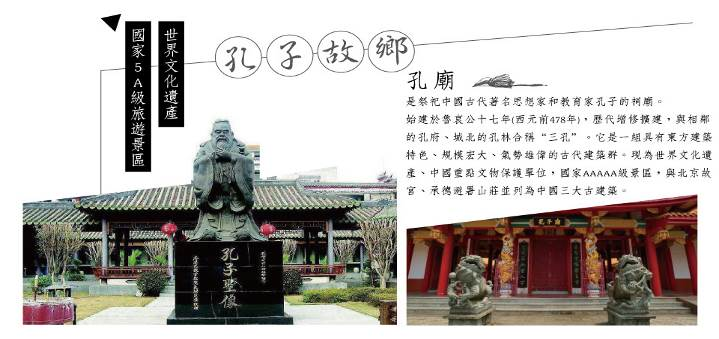 孔子故鄉
世界文化遺產
國家5A級旅遊景區
孔廟
是祭祀中國古代著名思想家和教育家孔子的祠廟。
始建於魯哀公十七年(西元前478年)，歷代增修擴建，與相鄰
的孔府、城北的孔林合稱“三孔”。它是一組具有東方建築
特色、規模宏大、氣勢雄偉的古代建築群。現為世界文化遺
產、中國重點文物保護單位，國家AAAAA級景區，與北京故
宮、承德避暑山莊並列為中國三大古建築。
孔子聖像
孔子廟